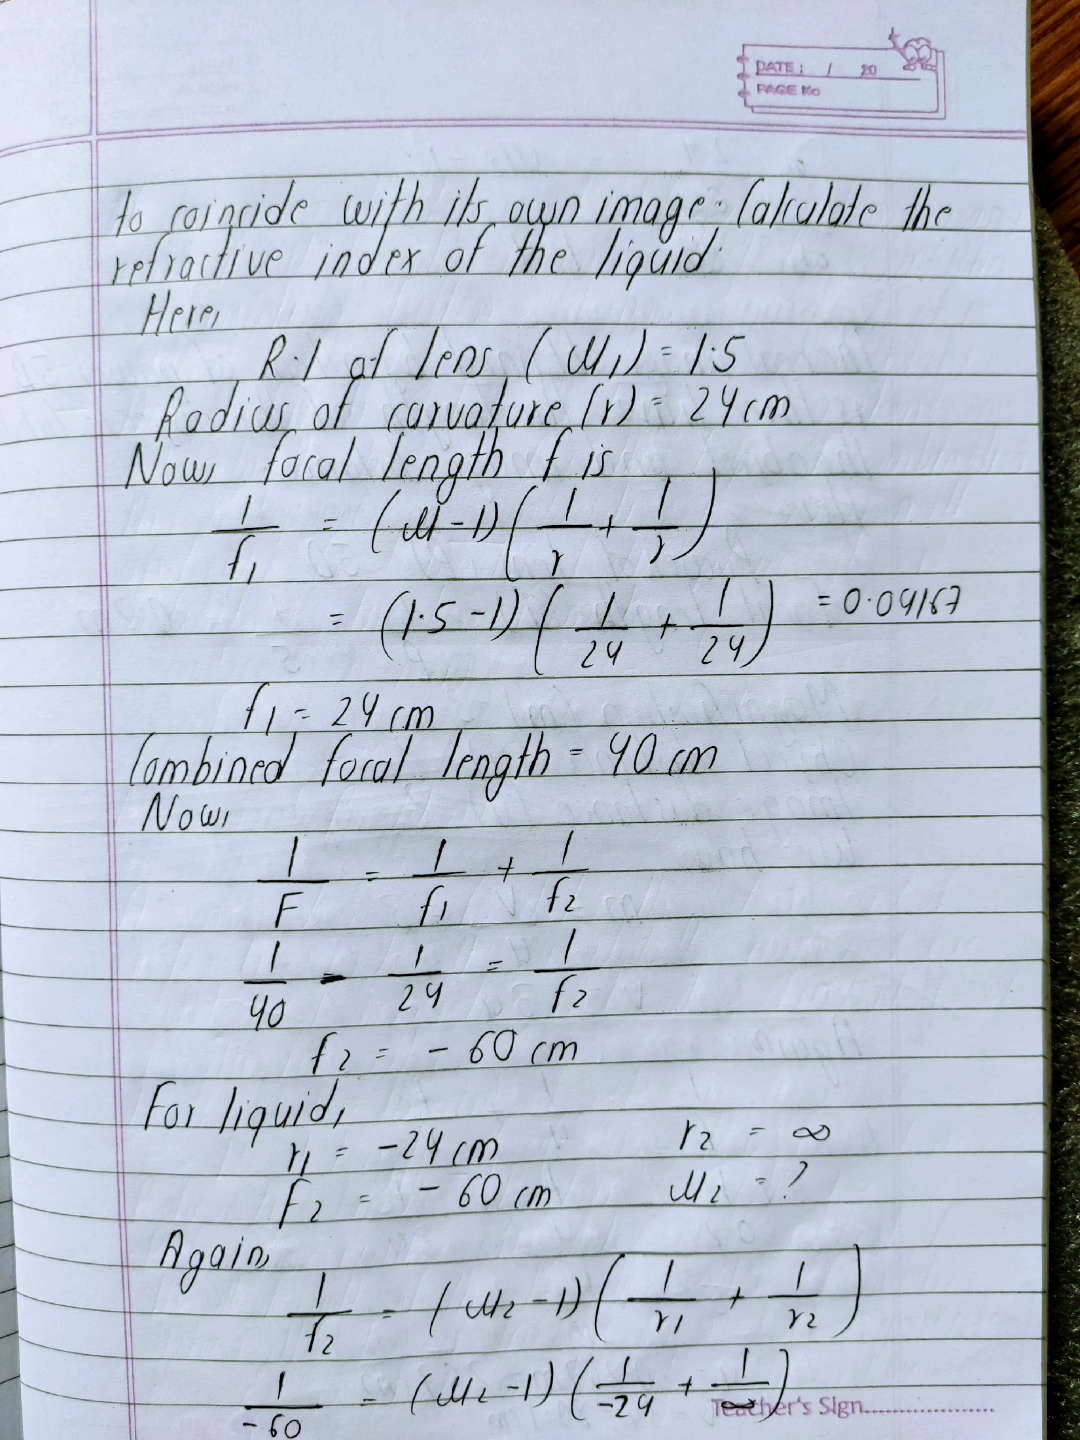 DATE: / 20
PAGE No
to coincide with its own image. Calculate the
refractive index of the liquid.
Here,
R.I of lens (μ₁) = 1.5
Radius of curvature (r) = 24 cm
Now, focal length f is
1/f₁ = (μ-1)(1/r + 1/r)
= (1.5-1)(1/24 + 1/24) = 0.04167
f₁ = 24 cm
Combined focal length = 40 cm
Now,
1/F = 1/f₁ + 1/f₂
1/40 - 1/24 = 1/f₂
f₂ = - 60 cm
For liquid,
r₁ = -24 cm r₂ = ∞
F₂ = - 60 cm μ₂ = ?
Again,
1/f₂ = (μ₂-1)(1/r₁ + 1/r₂)
1/-60 = (μ₂-1)(1/-24 + 1/∞)
Teacher's Sign....................